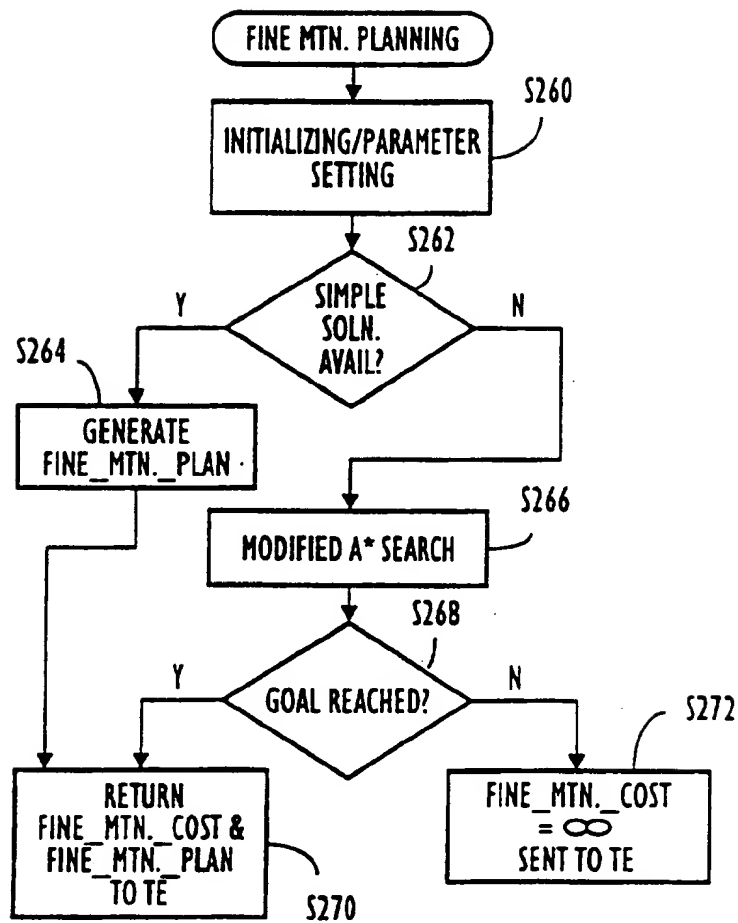 FINE MTN. PLANNING
S260
INITIALIZING/PARAMETER
SETTING
S262
SIMPLE
SOLN.
AVAIL?
Y
N
S264
GENERATE
FINE_MTN._PLAN
S266
MODIFIED A* SEARCH
S268
GOAL REACHED?
Y
N
S272
RETURN
FINE_MTN._COST &
FINE_MTN._PLAN
TO TE
S270
FINE_MTN._COST
= ∞
SENT TO TE